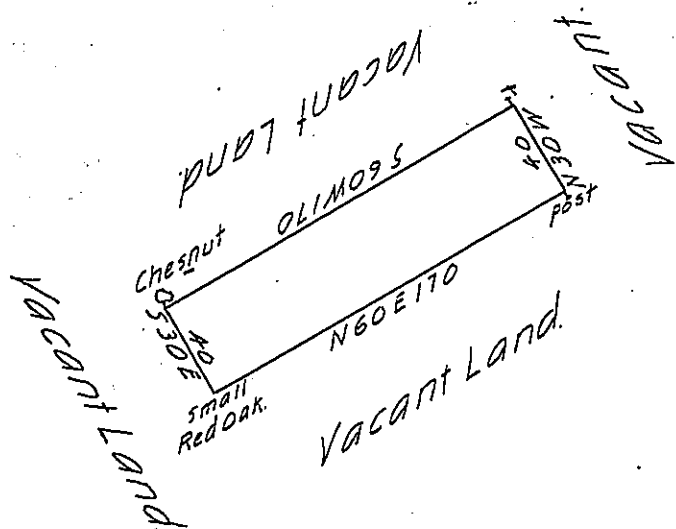 Vacant Land.
Vacant.
S60W170
40
N30W
post
Chesnut
S30E
40
N60E170
small
Red Oak.
Vacant Land.
Vacant Land